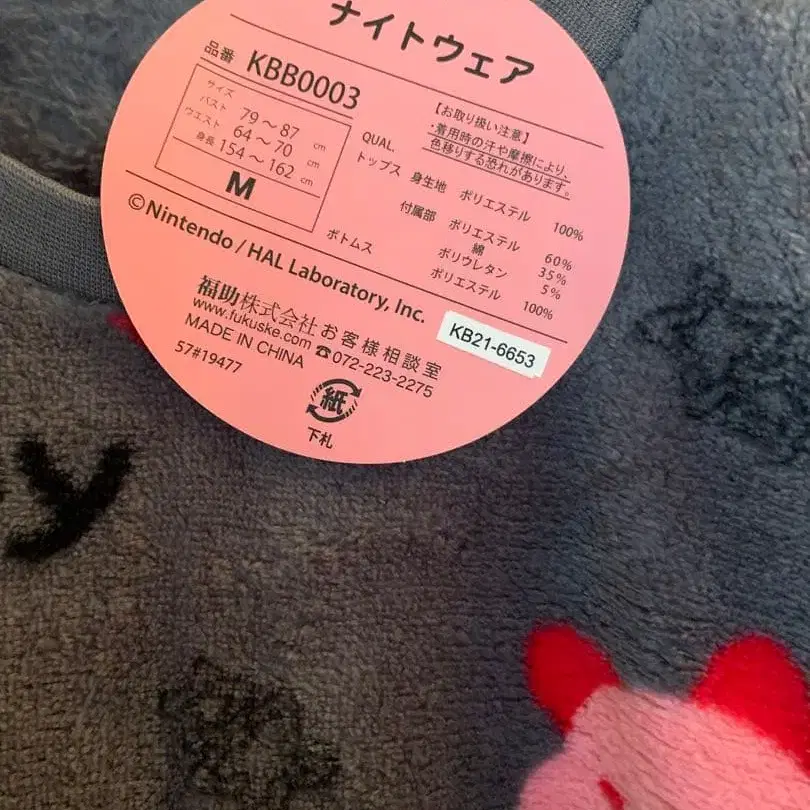 ナイトウェア
品番 KBB0003
サイズ
バスト 79～87 cm
ウエスト 64～70 cm
身長 154～162 cm
M
【お取り扱い注意】
・着用時の汗や摩擦により、
色移りする恐れがあります。
QUAL.
トップス 身生地 ポリエステル 100%
付属部 ポリエステル 60%
綿 35%
ポリウレタン 5%
ボトムス ポリエステル 100%
©Nintendo / HAL Laboratory, Inc.
KB21-6653
福助株式会社お客様相談室
www.fukuske.com ☎072-223-2275
MADE IN CHINA
57#19477
紙
下札
y